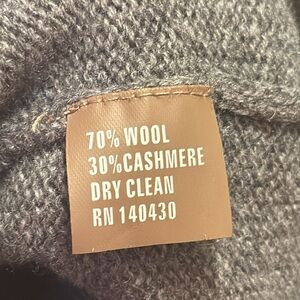 70% WOOL
30%CASHMERE
DRY CLEAN
RN 140430